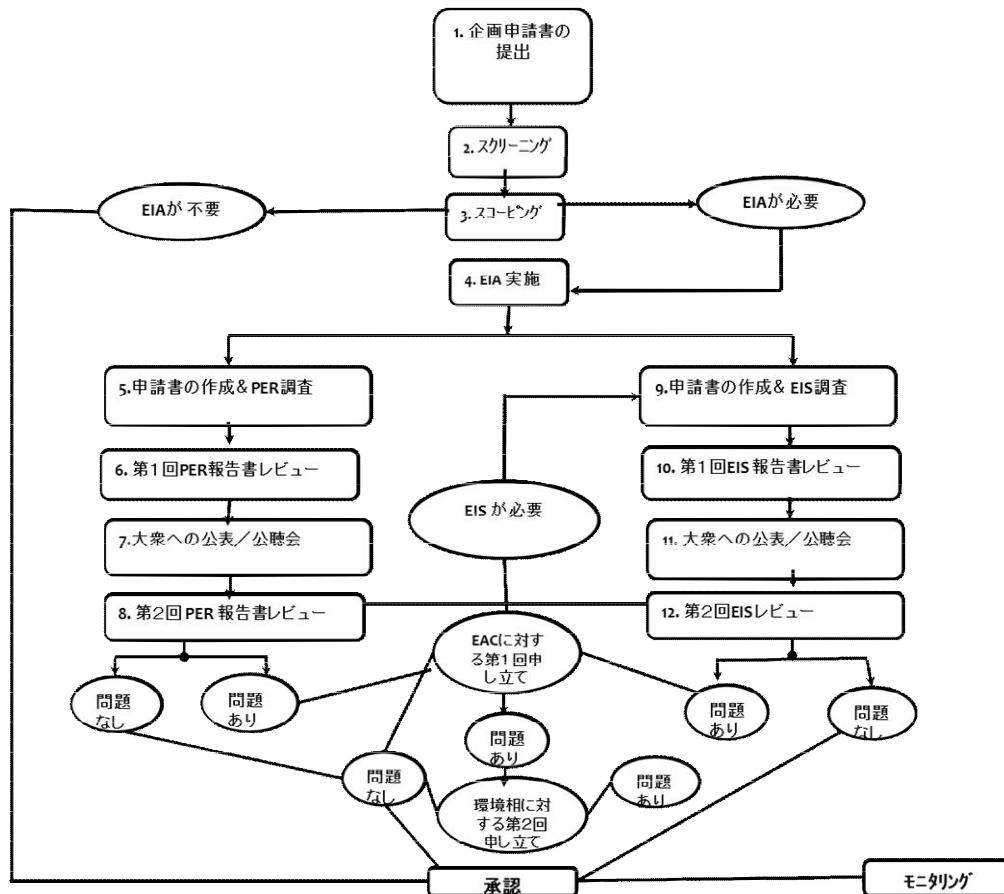 1. 企画申請書の
提出
2. スクリーニング
3. スコーピング
EIAが 不要
EIAが 必要
4. EIA 実施
5.申請書の作成＆PER調査
9.申請書の作成＆ EIS調査
6. 第1回PER報告書レビュー
10. 第1回EIS 報告書レビュー
EIS が必要
7.大衆への公表／公聴会
11. 大衆への公表／公聴会
8. 第2回 PER 報告書レビュー
12. 第2回EISレビュー
EACに対す
る第1回申
し立て
問題
なし
問題
あり
問題
あり
問題
なし
問題
あり
問題
なし
問題
あり
環境相に対
する第2回
申し立て
承認
モニタリング